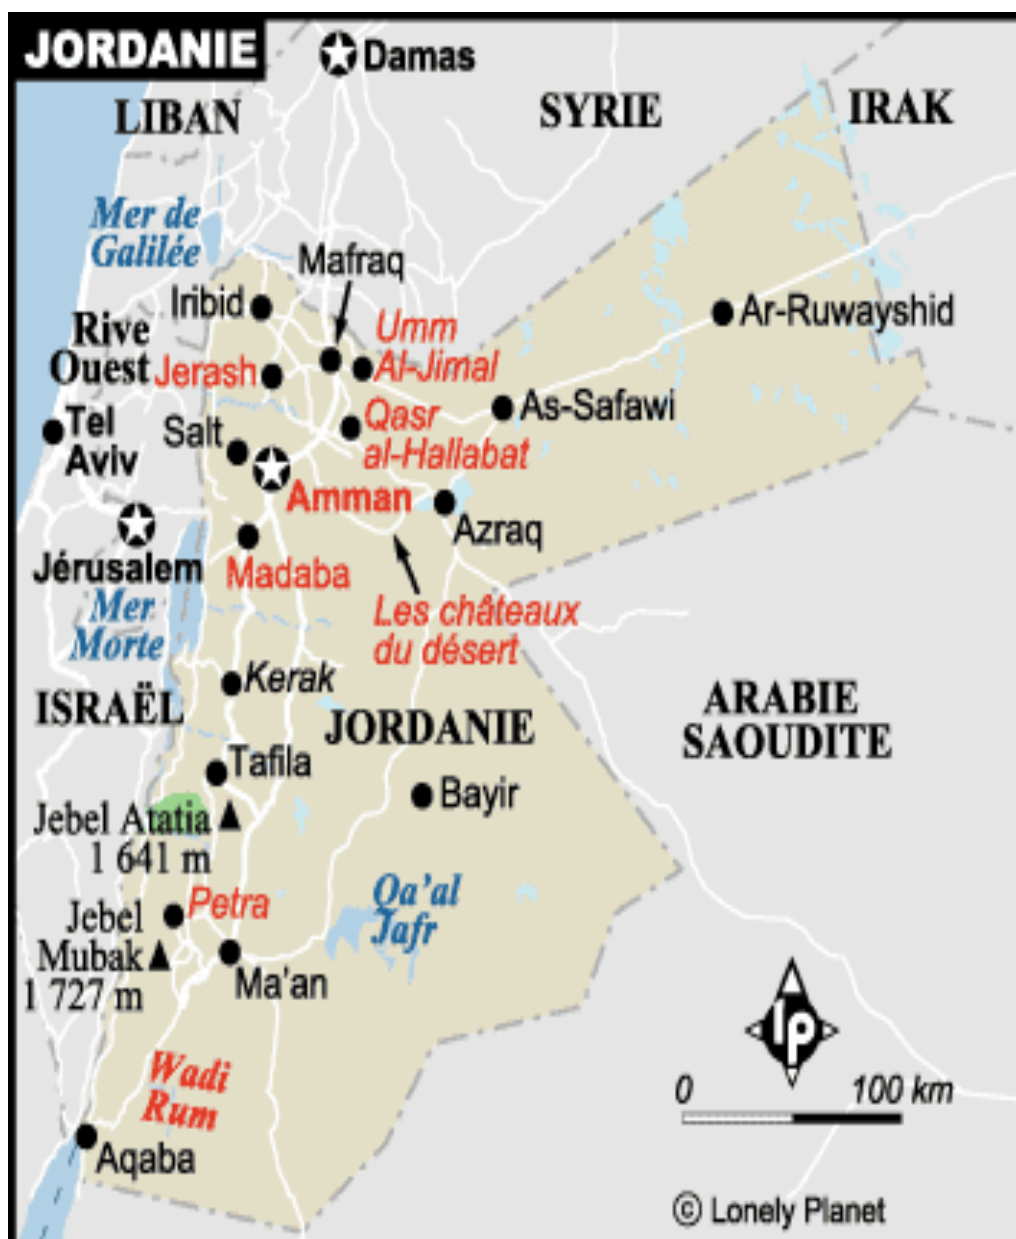 JORDANIE
Damas
LIBAN
SYRIE
IRAK
Mer de
Galilée
Mafraq
Iribid
Umm
Al-Jimal
Ar-Ruwayshid
Rive
Ouest
Jerash
As-Safawi
Qasr
al-Hallabat
Tel
Aviv
Salt
Amman
Azraq
Jérusalem
Madaba
Mer
Morte
Les châteaux
du désert
Kerak
ISRAËL
JORDANIE
ARABIE
SAOUDITE
Tafila
Bayir
Jebel Atatia
1 641 m
Qa'al
Jafr
Petra
Jebel
Mubak
1 727 m
Ma'an
lp
Wadi
Rum
0 100 km
Aqaba
© Lonely Planet